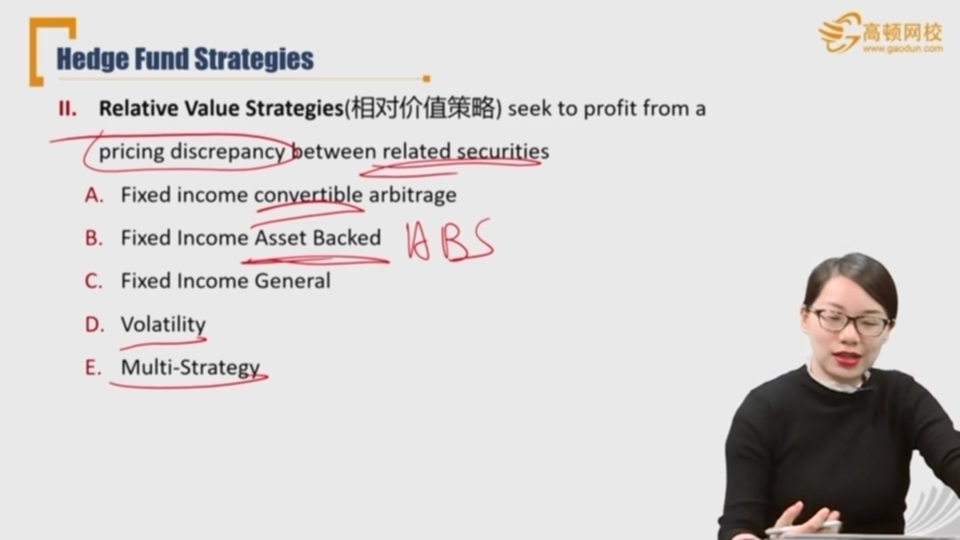 Hedge Fund Strategies
高顿网校
www.gaodun.com
II. Relative Value Strategies(相对价值策略) seek to profit from a
pricing discrepancy between related securities
A. Fixed income convertible arbitrage
B. Fixed Income Asset Backed ABS
C. Fixed Income General
D. Volatility
E. Multi-Strategy